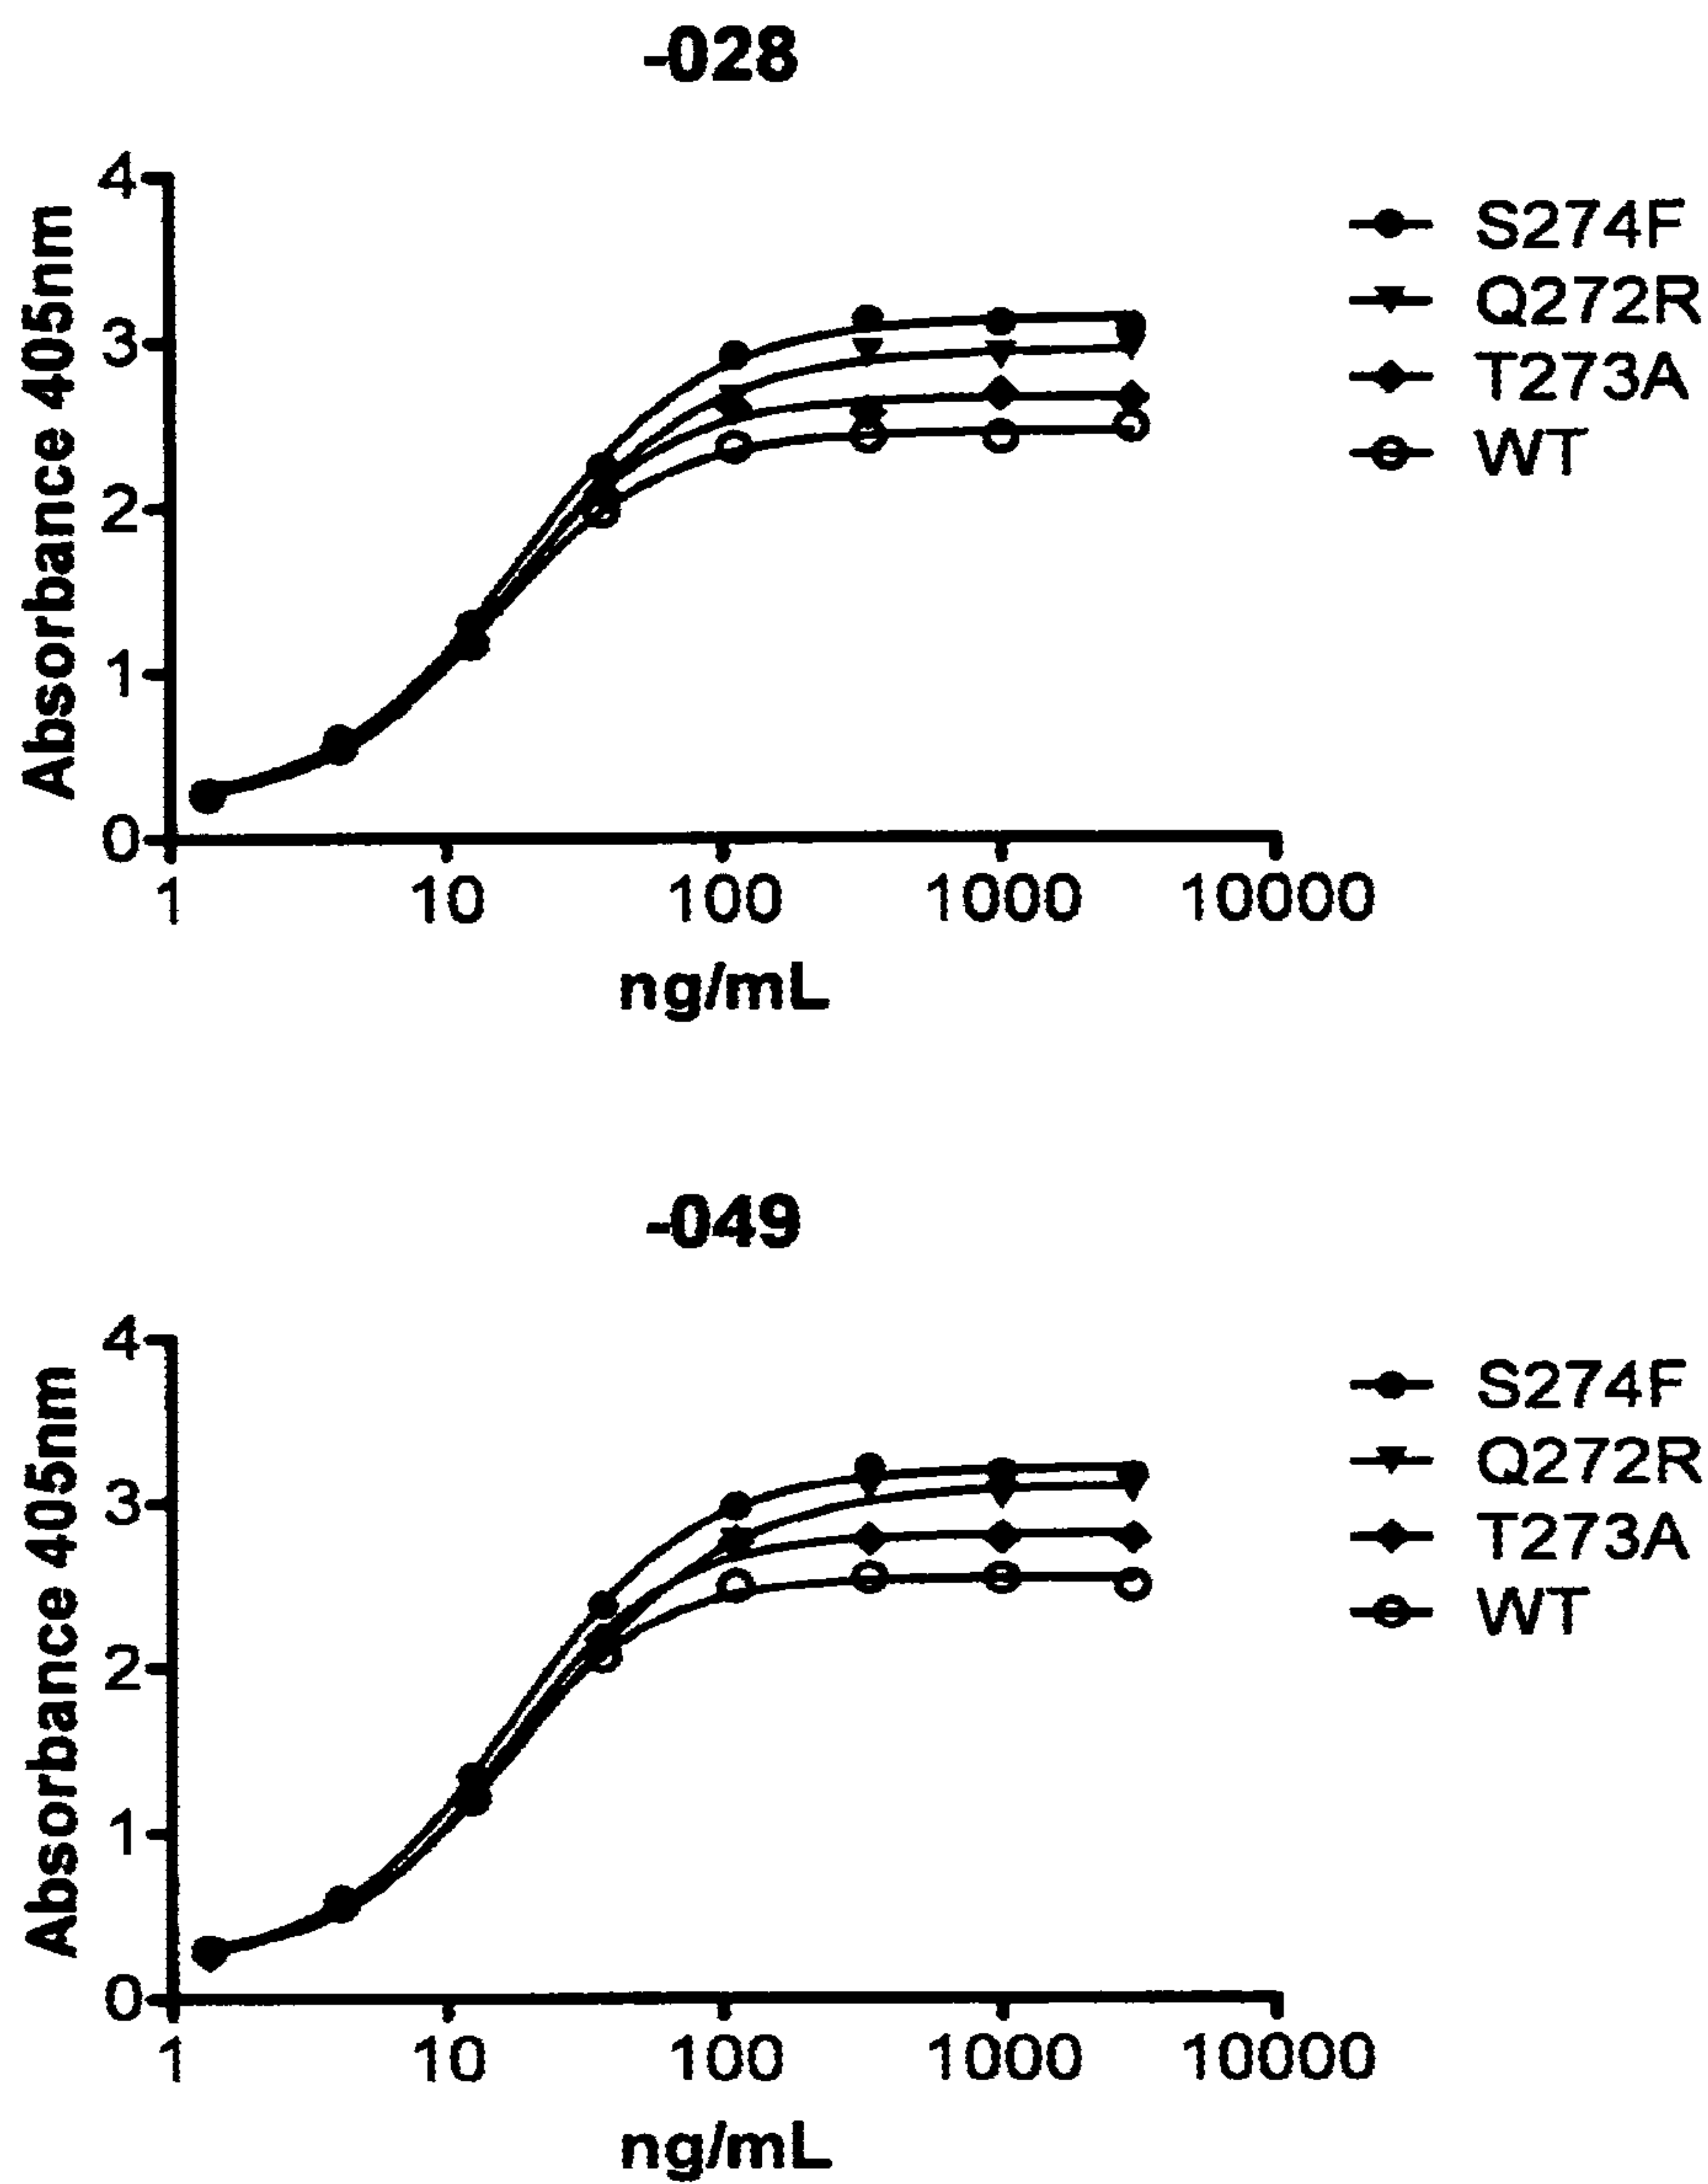 -028
Absorbance 405nm
4
3
2
1
0
1 10 100 1000 10000
ng/mL
S274F
Q272R
T273A
WT
-049
Absorbance 405nm
4
3
2
1
0
1 10 100 1000 10000
ng/mL
S274F
Q272R
T273A
WT